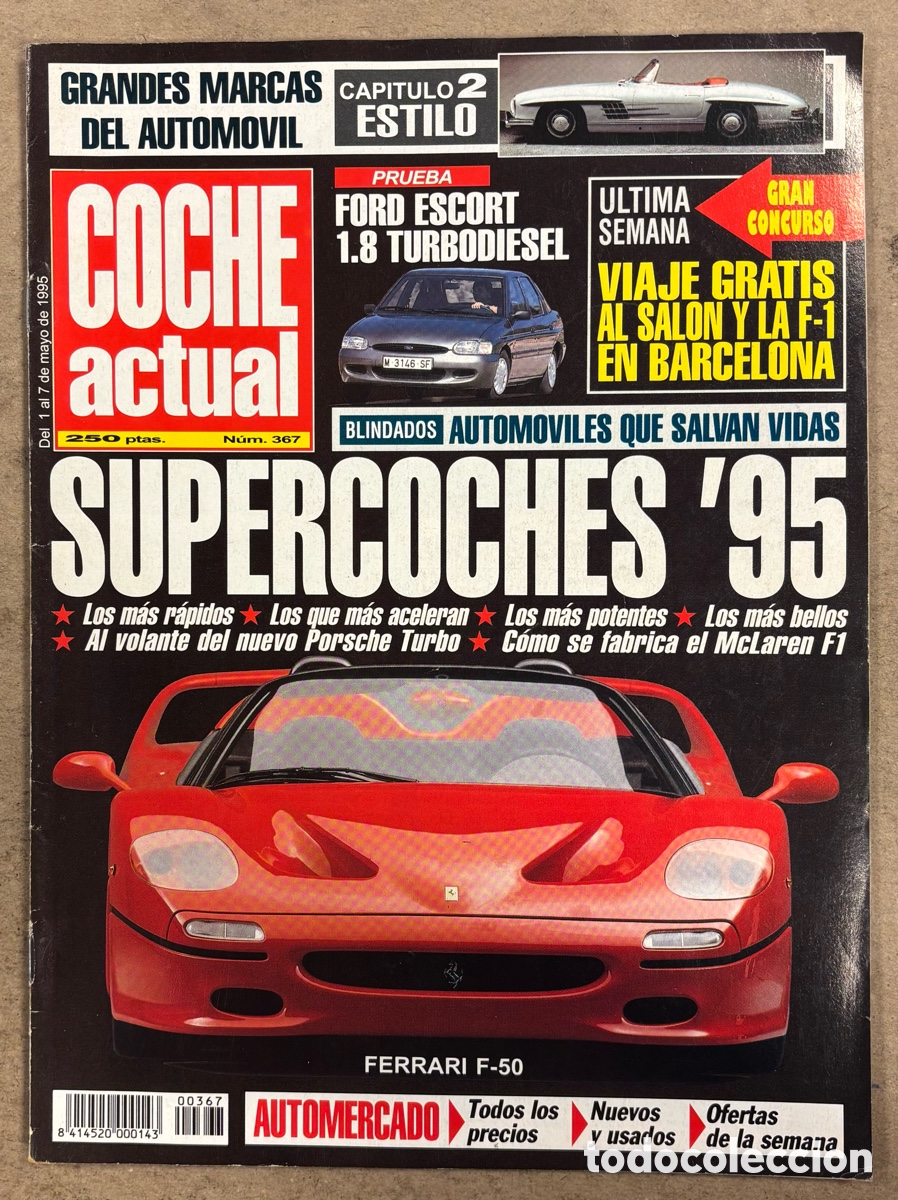 GRANDES MARCAS
DEL AUTOMOVIL
CAPITULO 2
ESTILO
COCHE
actual
Del 1 al 7 de mayo de 1995
250 ptas. Núm. 367
PRUEBA
FORD ESCORT
1.8 TURBODIESEL
M 3146 SF
ULTIMA
SEMANA
GRAN
CONCURSO
VIAJE GRATIS
AL SALON Y LA F-1
EN BARCELONA
BLINDADOS AUTOMOVILES QUE SALVAN VIDAS
SUPERCOCHES '95
★ Los más rápidos ★ Los que más aceleran ★ Los más potentes ★ Los más bellos
★ Al volante del nuevo Porsche Turbo ★ Cómo se fabrica el McLaren F1
FERRARI F-50
00367
8 414520 000143
AUTOMERCADO
Todos los
precios
Nuevos
y usados
Ofertas
de la semana
todocoleccion